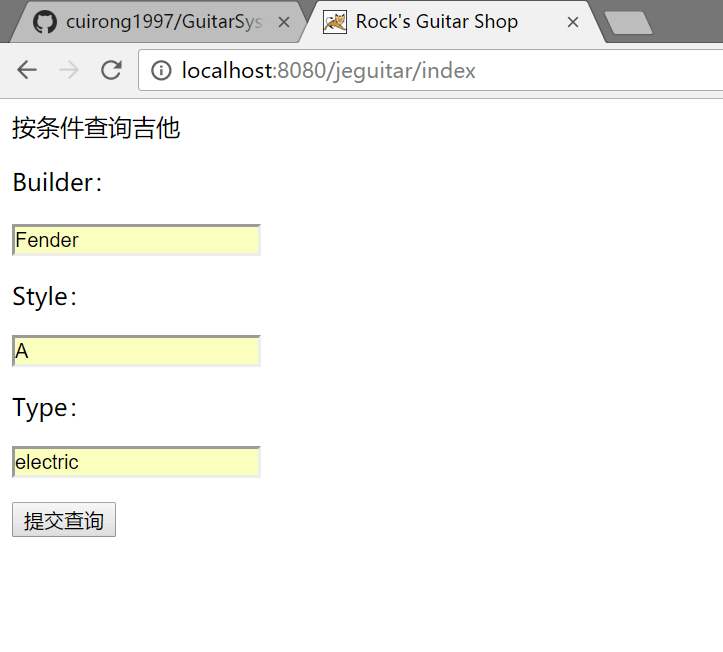 cuirong1997/GuitarSys
Rock's Guitar Shop
localhost:8080/jeguitar/index
按条件查询吉他
Builder：
Fender
Style：
A
Type：
electric
提交查询